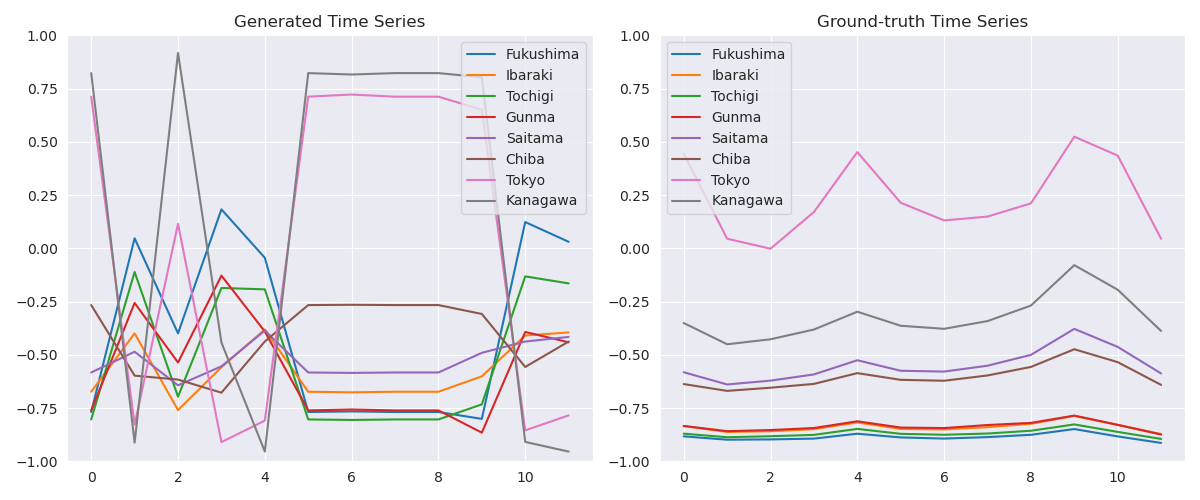 Generated Time Series
1.00
0.75
0.50
0.25
0.00
−0.25
−0.50
−0.75
−1.00
0
2
4
6
8
10
Fukushima
Ibaraki
Tochigi
Gunma
Saitama
Chiba
Tokyo
Kanagawa
Ground-truth Time Series
1.00
0.75
0.50
0.25
0.00
−0.25
−0.50
−0.75
−1.00
0
2
4
6
8
10
Fukushima
Ibaraki
Tochigi
Gunma
Saitama
Chiba
Tokyo
Kanagawa